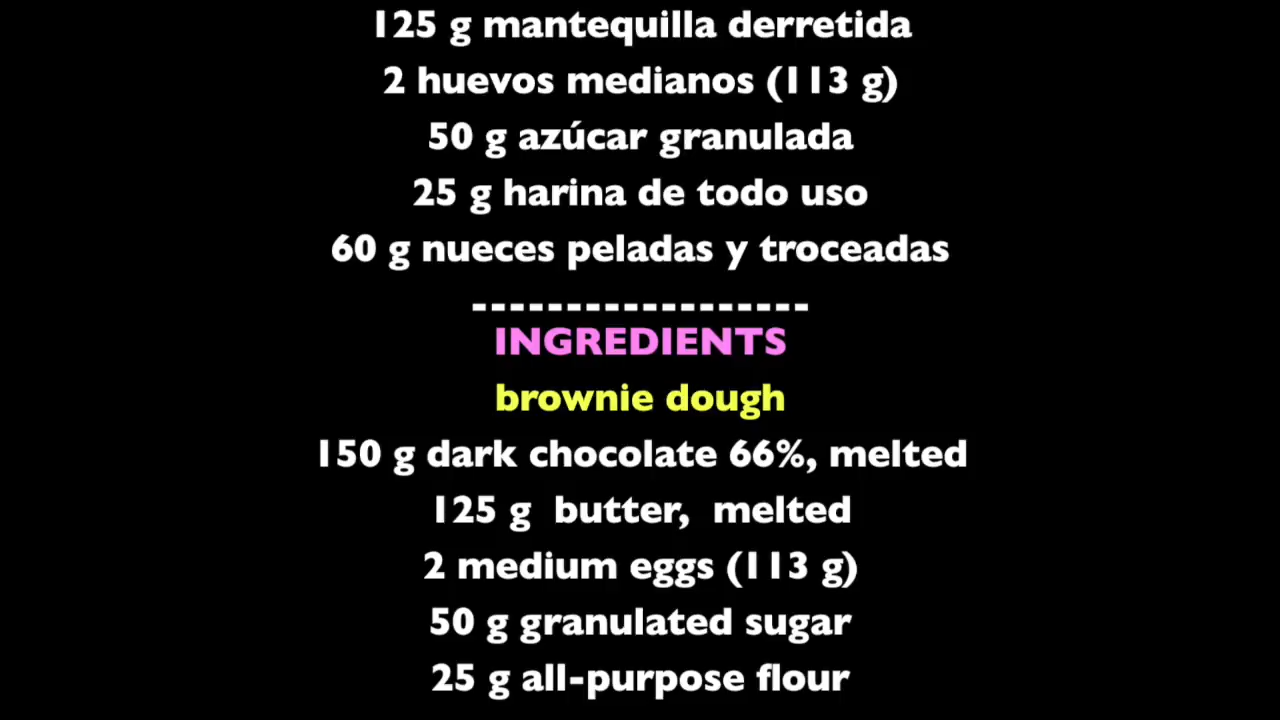 125 g mantequilla derretida
2 huevos medianos (113 g)
50 g azúcar granulada
25 g harina de todo uso
60 g nueces peladas y troceadas
------------------
INGREDIENTS
brownie dough
150 g dark chocolate 66%, melted
125 g  butter,  melted
2 medium eggs (113 g)
50 g granulated sugar
25 g all-purpose flour